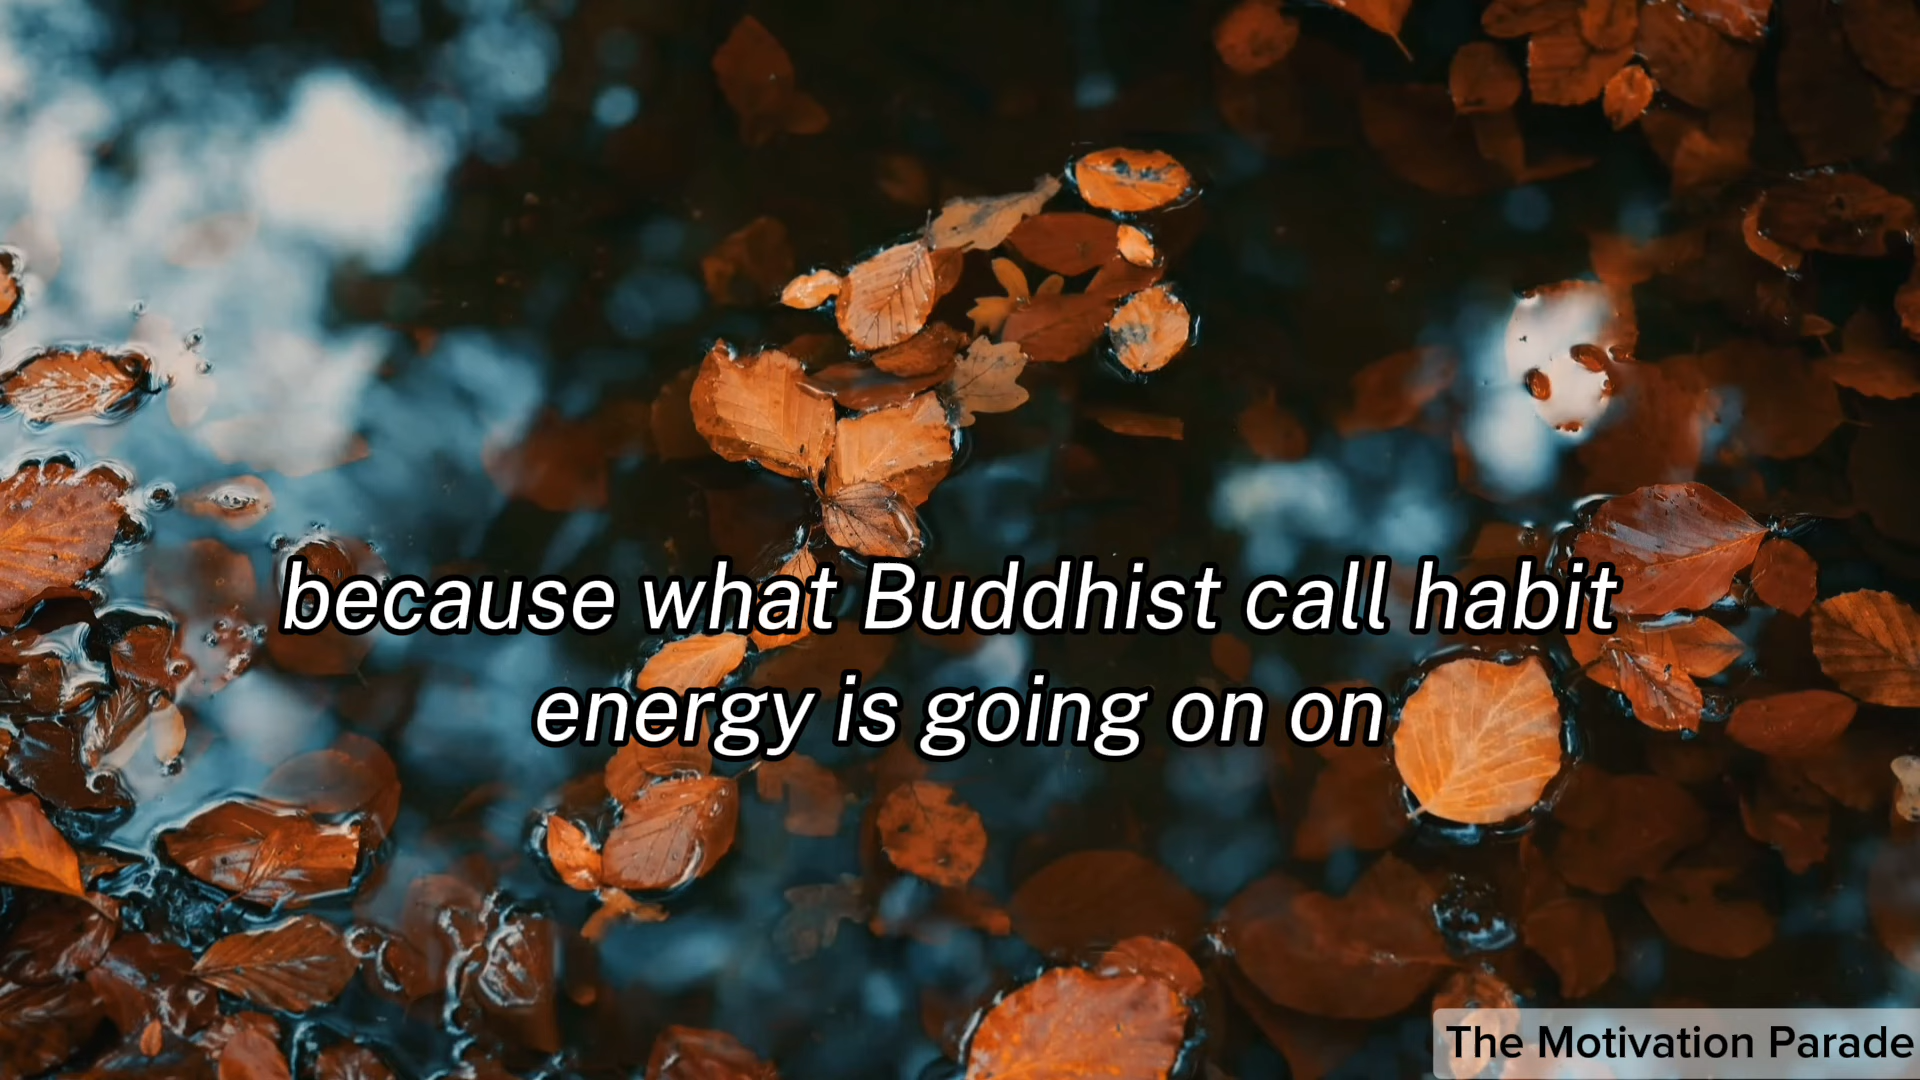 because what Buddhist call habit
energy is going on on
The Motivation Parade